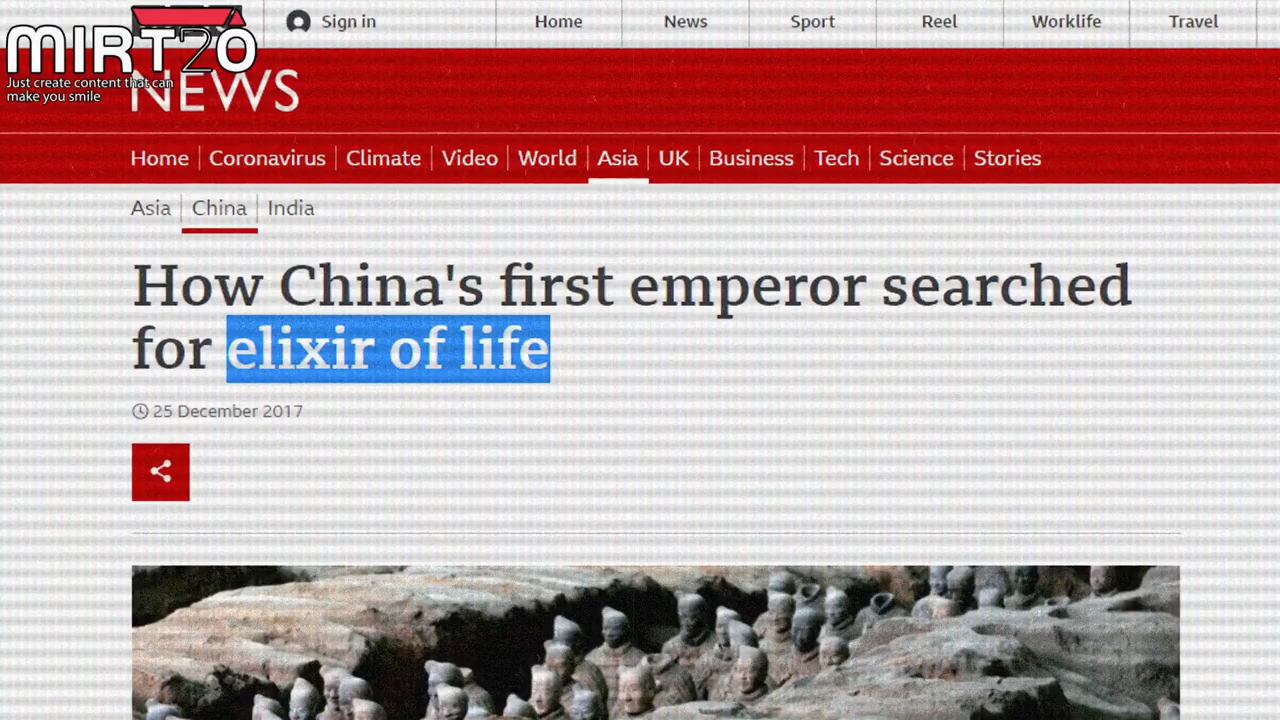 Sign in
Home
News
Sport
Reel
Worklife
Travel
MIRT20
Just create content that can
make you smile
NEWS
Home
Coronavirus
Climate
Video
World
Asia
UK
Business
Tech
Science
Stories
Asia
China
India
How China's first emperor searched
for elixir of life
25 December 2017